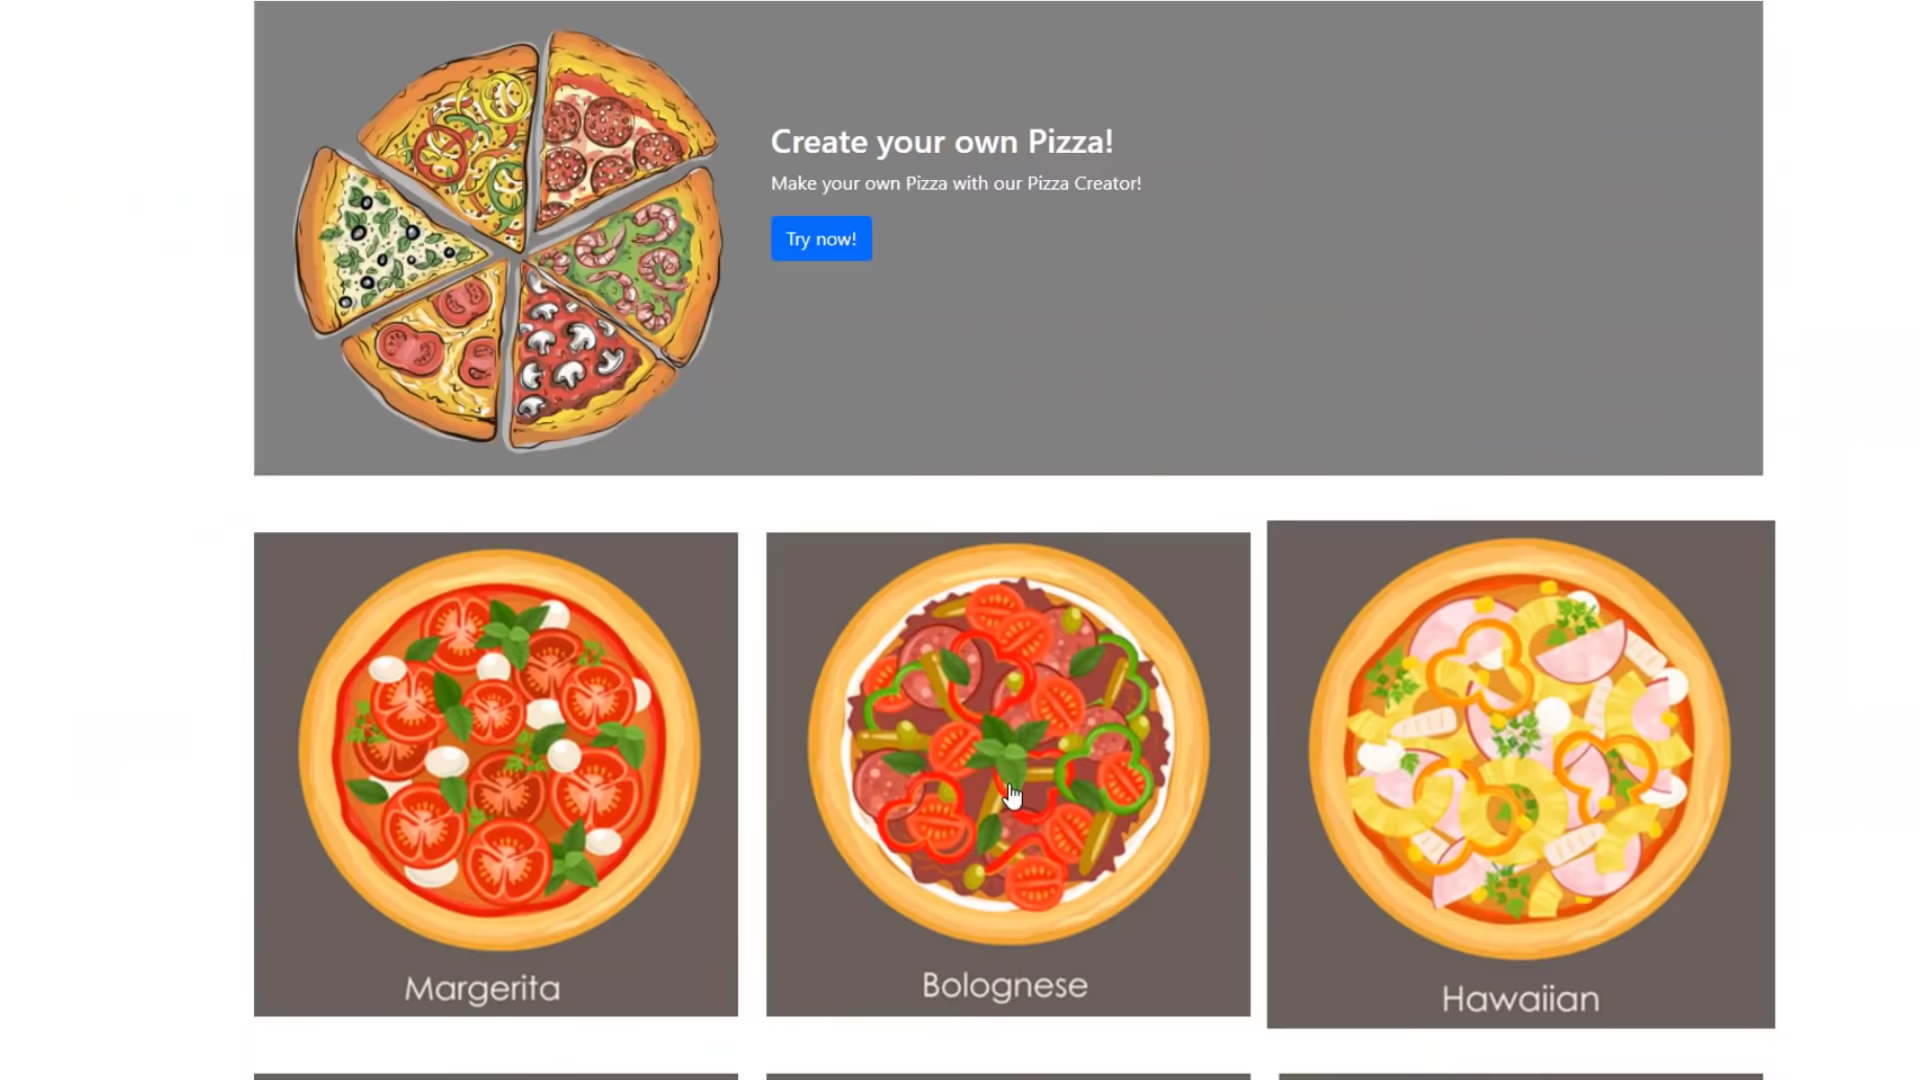 Create your own Pizza!
Make your own Pizza with our Pizza Creator!
Try now!
Margerita
Bolognese
Hawaiian